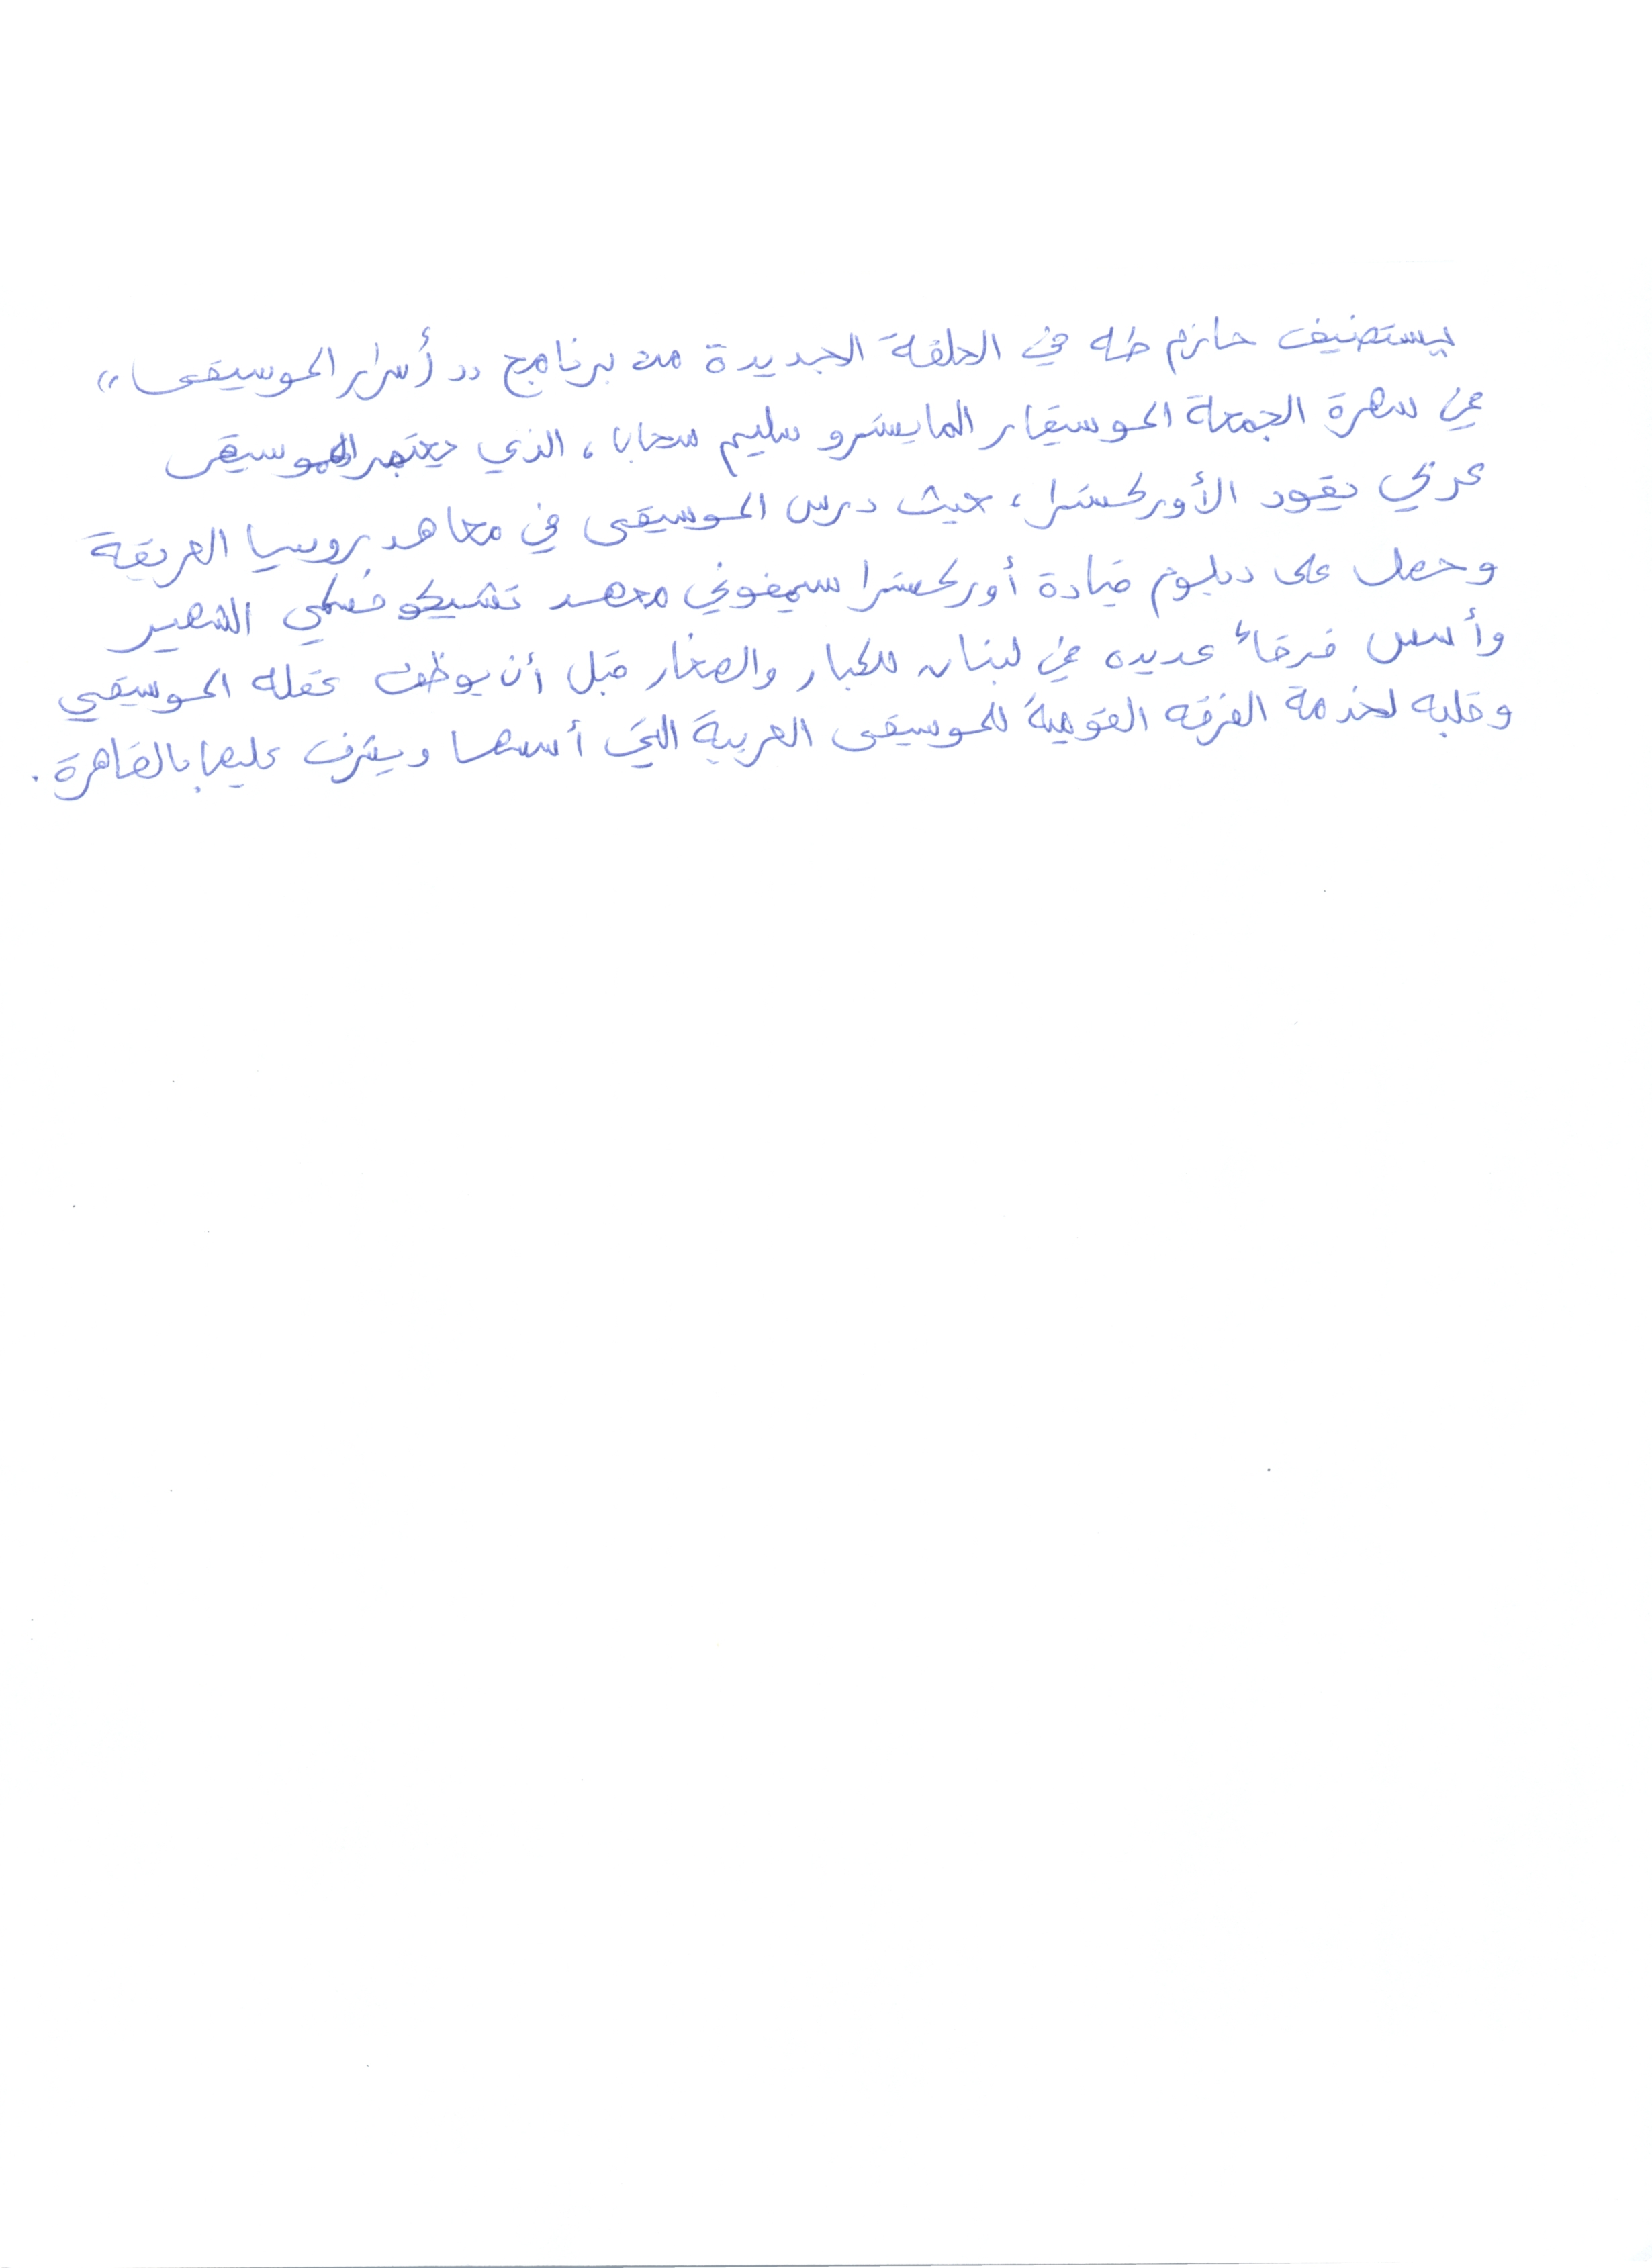 يستضيف حازم طه في الحلقة الجديدة من برنامج "أسرار الموسيقى"
في سهرة الجمعة الموسيقار المايسترو سليم سحاب، الذي يعتبر الموسيقى
عربي يقود الأوركسترا، حيث درس الموسيقى في معاهد روسيا العريقة
وحصل على دبلوم قيادة أوركسترا سيمفوني معهد تشيكوفسكي الشهير
وأسس فرقاً عديده في لبنان للكبار والصغار قبل أن يوظف عقله الموسيقي
وقلبه لخدمة الفرقه القومية للموسيقى العربية التي أسسها ويشرف عليها بالقاهرة.